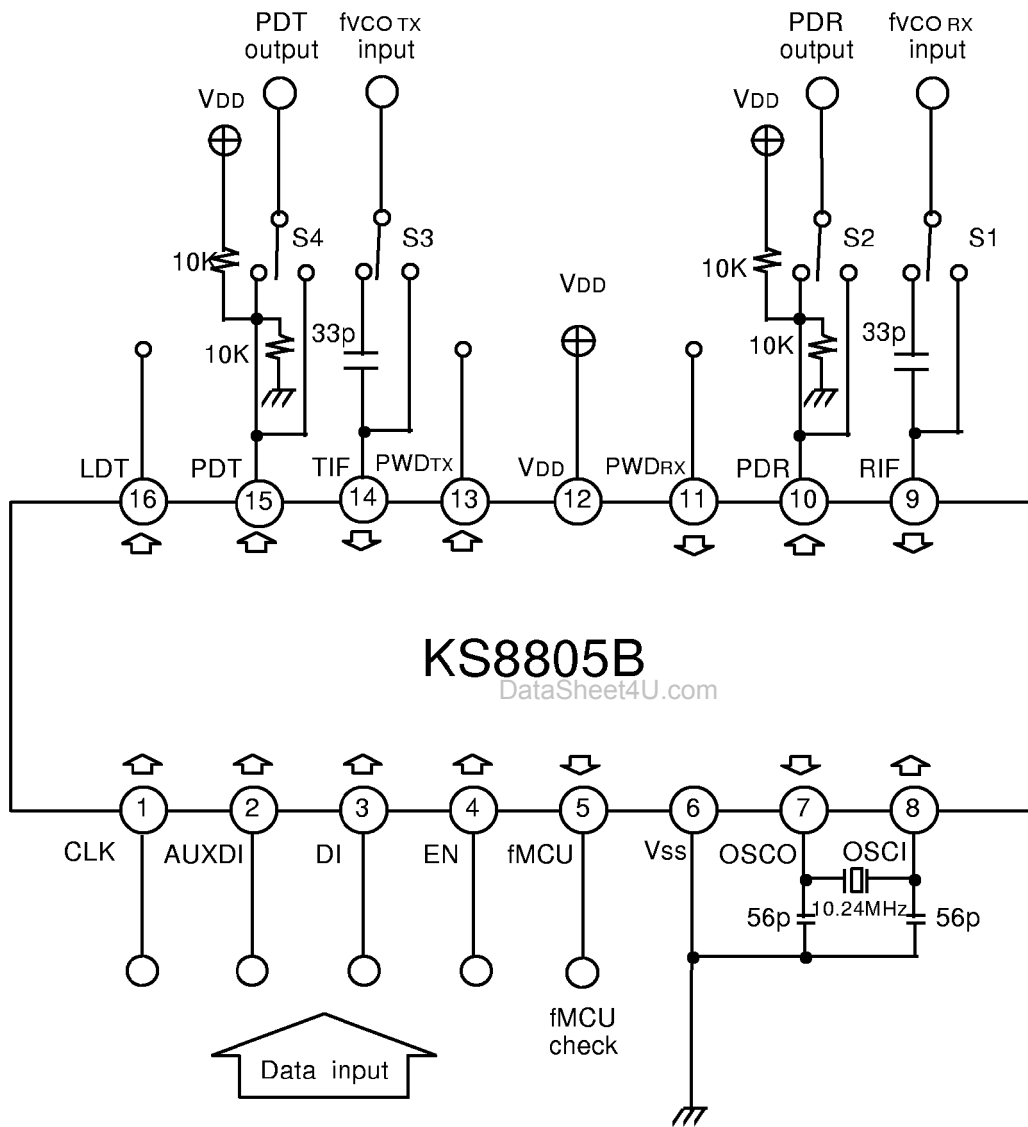 PDT
output
fVCO TX
input
PDR
output
fVCO RX
input
VDD
VDD
S4
S3
S2
S1
10K
10K
VDD
33p
33p
10K
10K
LDT
PDT
TIF
PWDTX
VDD
PWDRX
PDR
RIF
16
15
14
13
12
11
10
9
KS8805B
DataSheet4U.com
1
2
3
4
5
6
7
8
CLK
AUXDI
DI
EN
fMCU
VSS
OSCO
OSCI
10.24MHz
56p
56p
fMCU
check
Data input